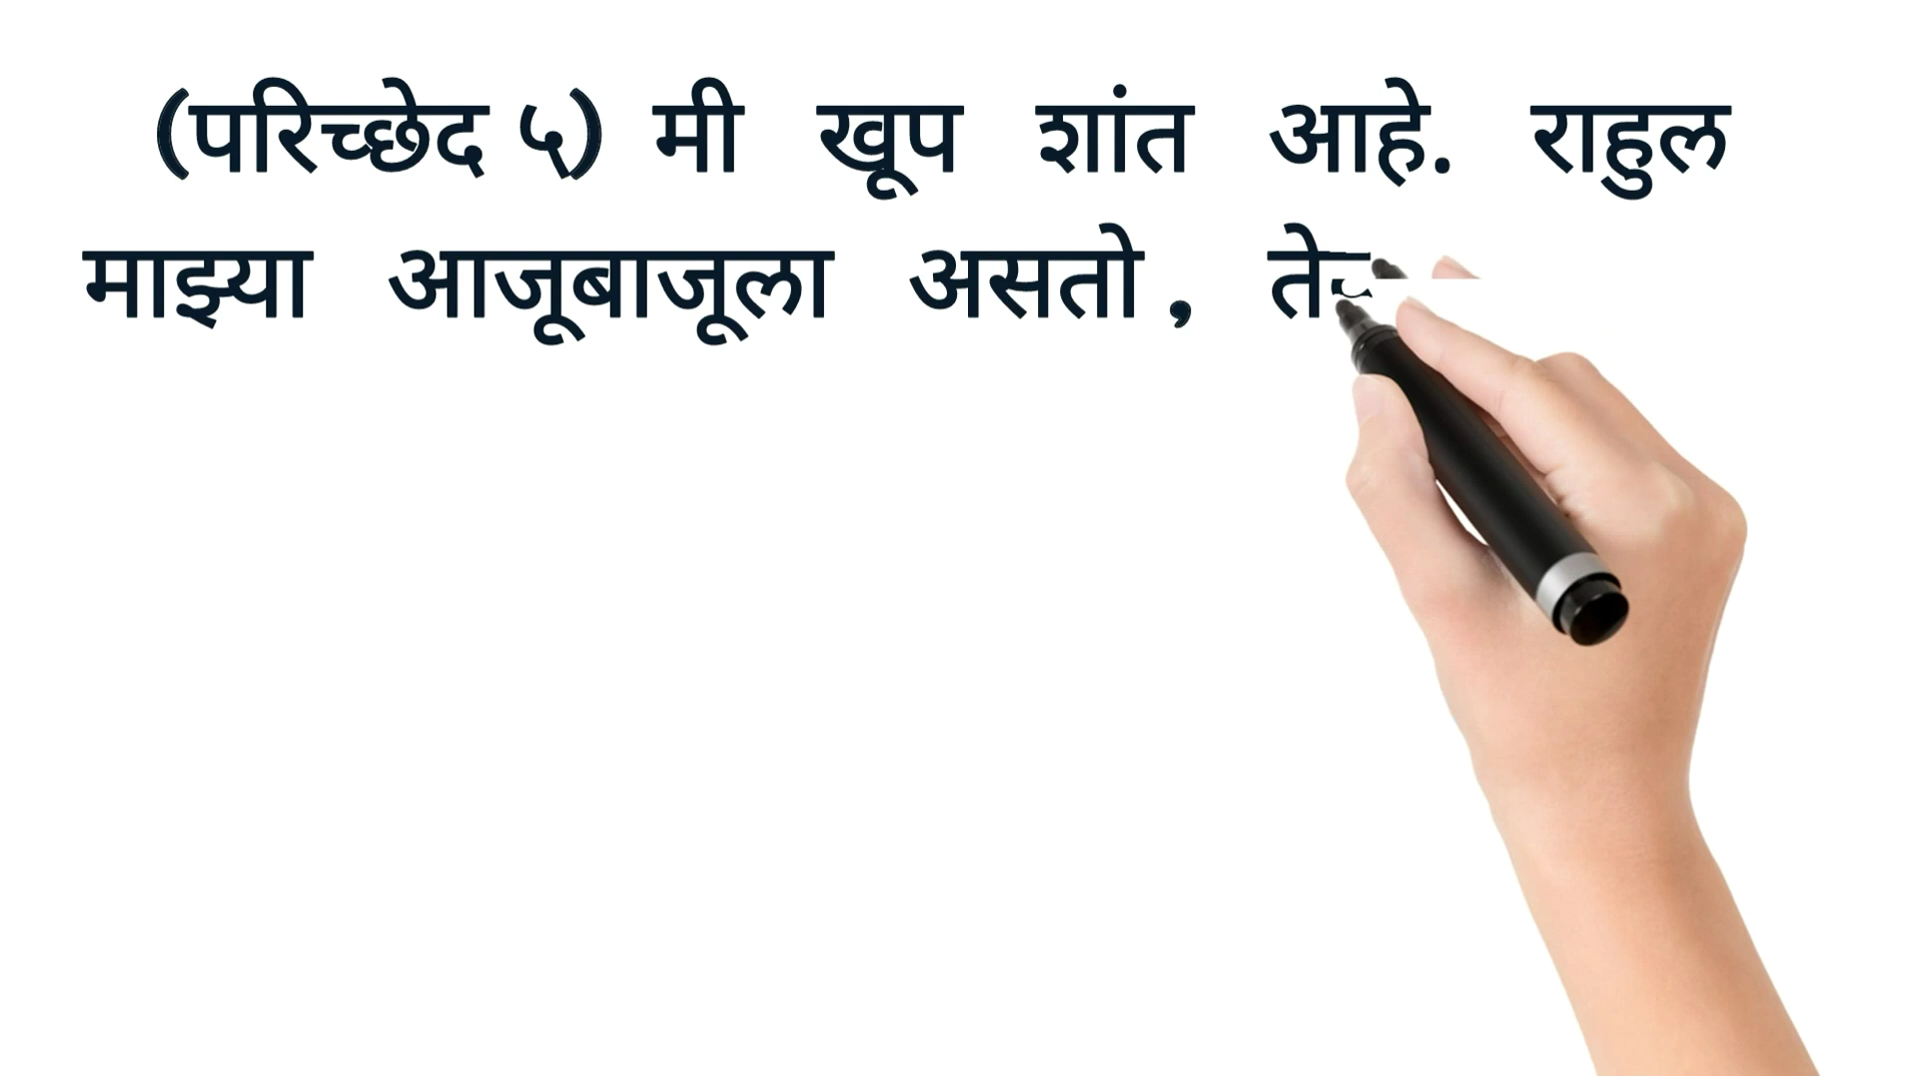 (परिच्छेद ५) मी खूप शांत आहे. राहुल
माझ्या आजूबाजूला असतो,